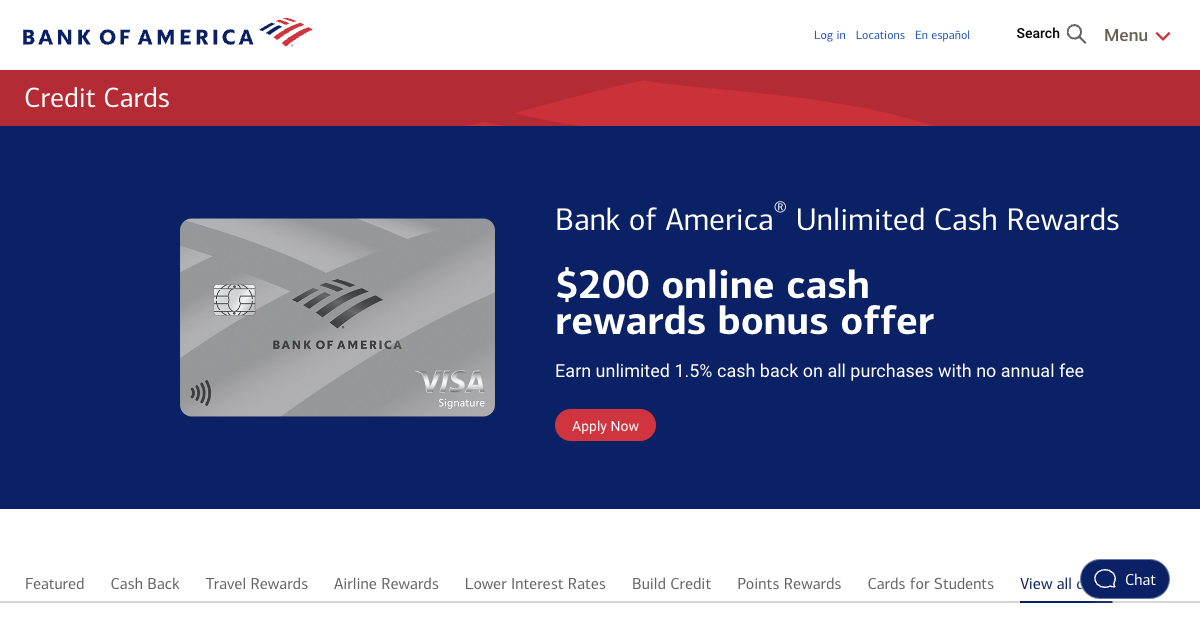 BANK OF AMERICA
Log in
Locations
En español
Search
Menu
Credit Cards
BANK OF AMERICA
VISA
Signature
Bank of America® Unlimited Cash Rewards
$200 online cash
rewards bonus offer
Earn unlimited 1.5% cash back on all purchases with no annual fee
Apply Now
Featured
Cash Back
Travel Rewards
Airline Rewards
Lower Interest Rates
Build Credit
Points Rewards
Cards for Students
View all
Chat